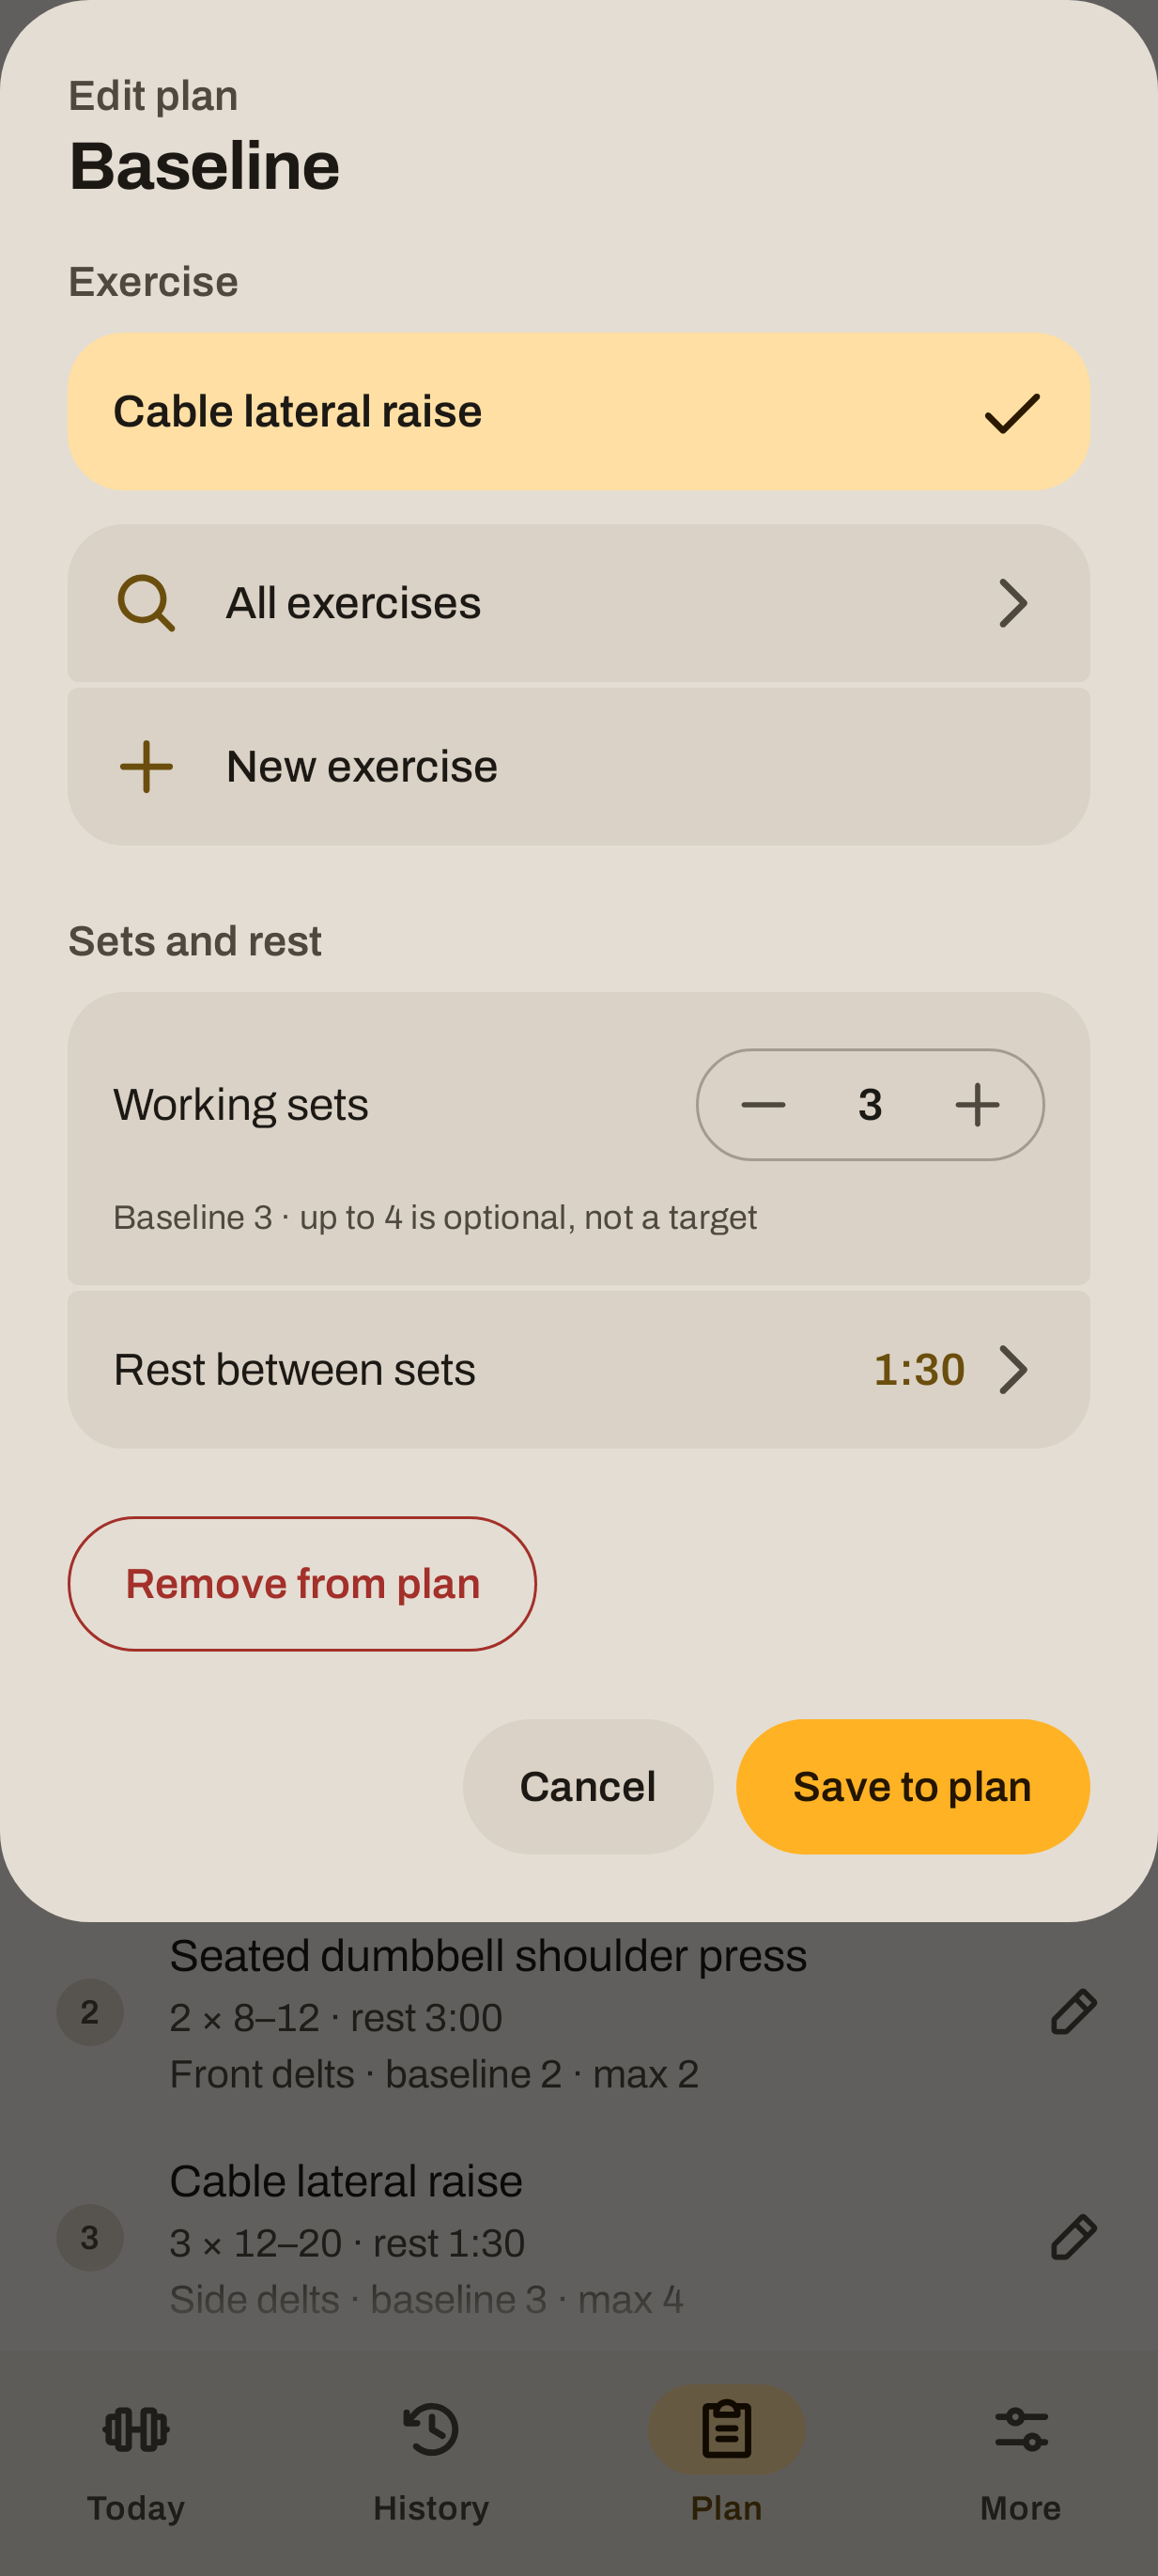 Edit plan
Baseline
Exercise
Cable lateral raise
All exercises
New exercise
Sets and rest
Working sets
3
Baseline 3 · up to 4 is optional, not a target
Rest between sets
1:30
Remove from plan
Cancel
Save to plan
Seated dumbbell shoulder press
2
2 × 8–12 · rest 3:00
Front delts · baseline 2 · max 2
Cable lateral raise
3
3 × 12–20 · rest 1:30
Side delts · baseline 3 · max 4
Today
History
Plan
More